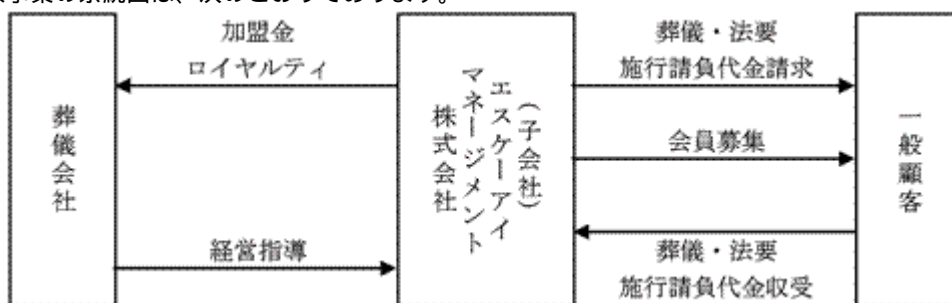 事業の系統図は、次のとおりであります。
葬儀会社
加盟金
ロイヤルティ
経営指導
(子会社)
エスケーアイ
マネージメント
株式会社
葬儀・法要
施行請負代金請求
会員募集
葬儀・法要
施行請負代金収受
一般顧客